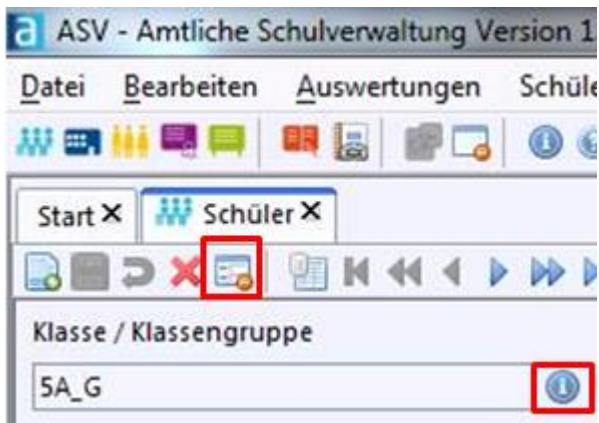 ASV - Amtliche Schulverwaltung Version 1
Datei Bearbeiten Auswertungen Schüle
Start Schüler
Klasse / Klassengruppe
5A_G